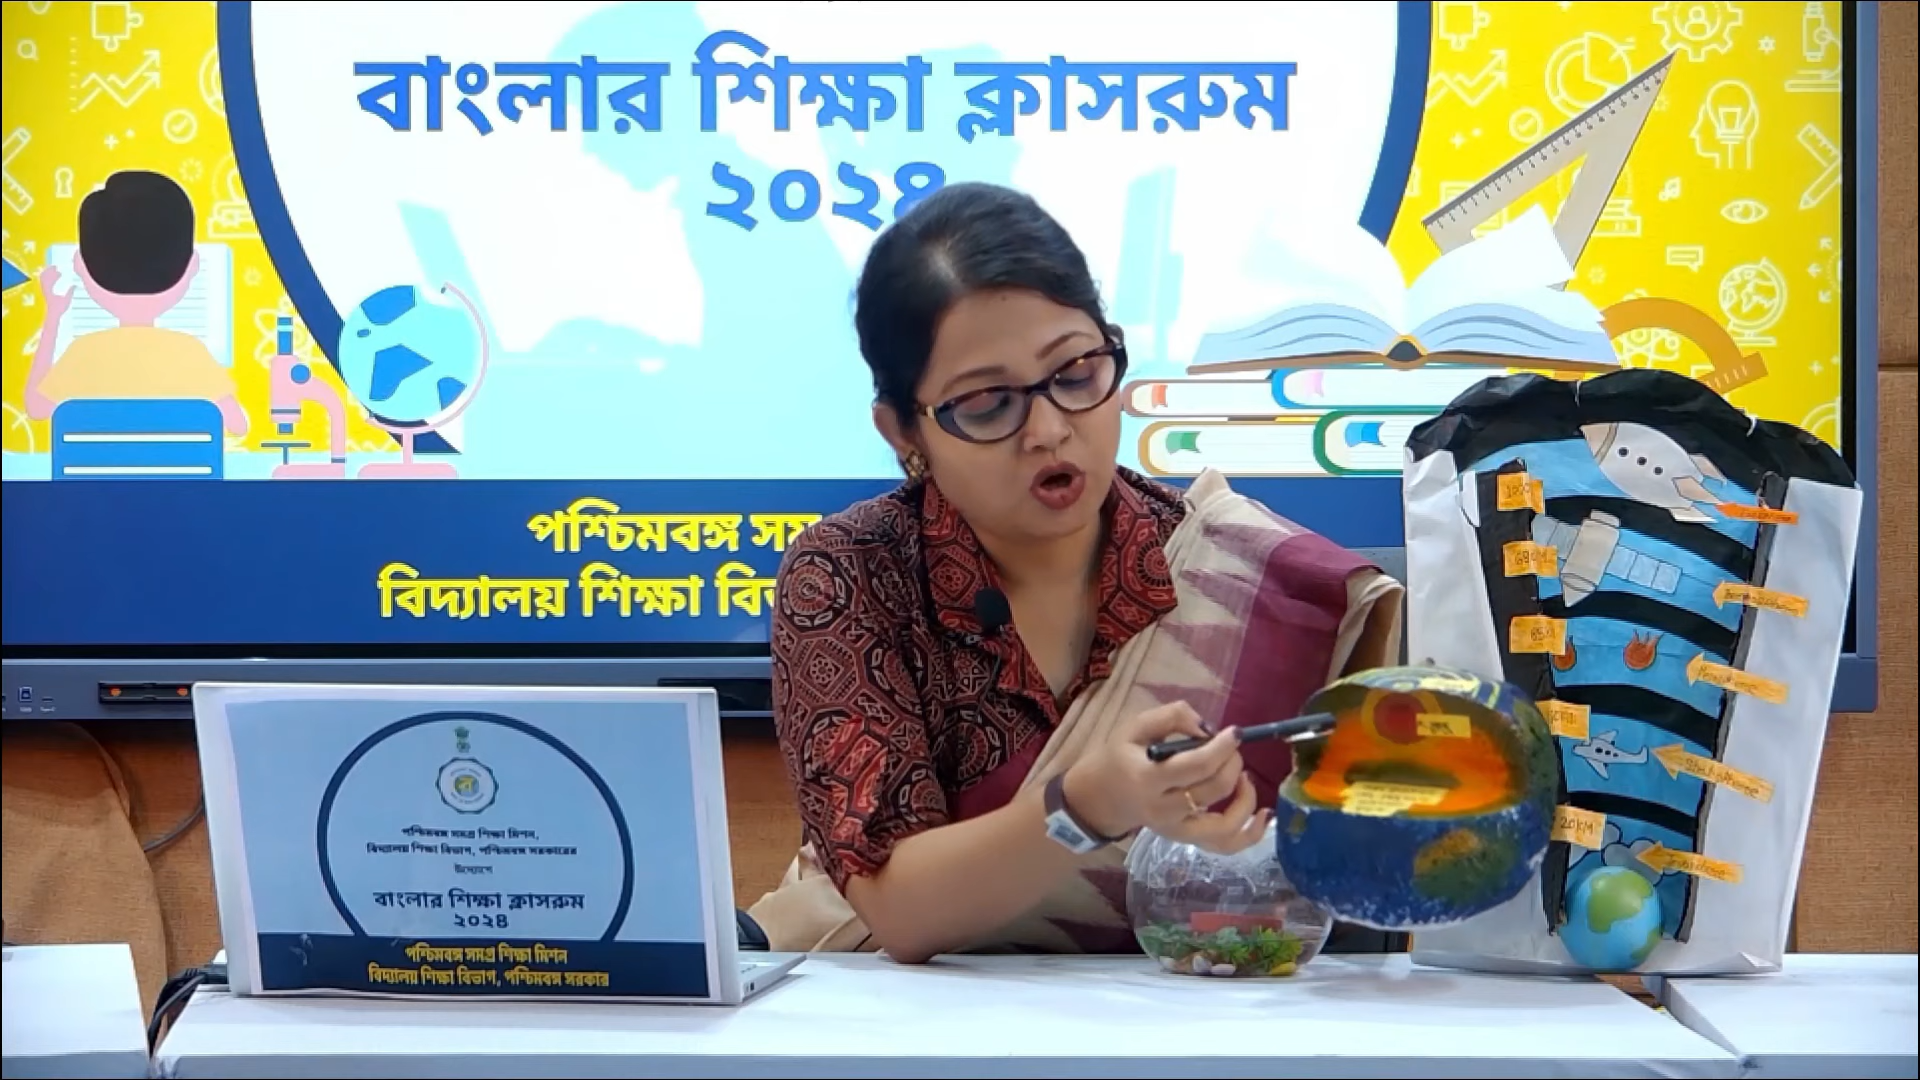 বাংলার শিক্ষা ক্লাসরুম
২০২৪
পশ্চিমবঙ্গ সম
বিদ্যালয় শিক্ষা বিভ
পশ্চিমবঙ্গ সমগ্র শিক্ষা মিশন,
বিদ্যালয় শিক্ষা বিভাগ, পশ্চিমবঙ্গ সরকারের
উদ্যোগে
বাংলার শিক্ষা ক্লাসরুম
২০২৪
পশ্চিমবঙ্গ সমগ্র শিক্ষা মিশন
বিদ্যালয় শিক্ষা বিভাগ, পশ্চিমবঙ্গ সরকার
20KM